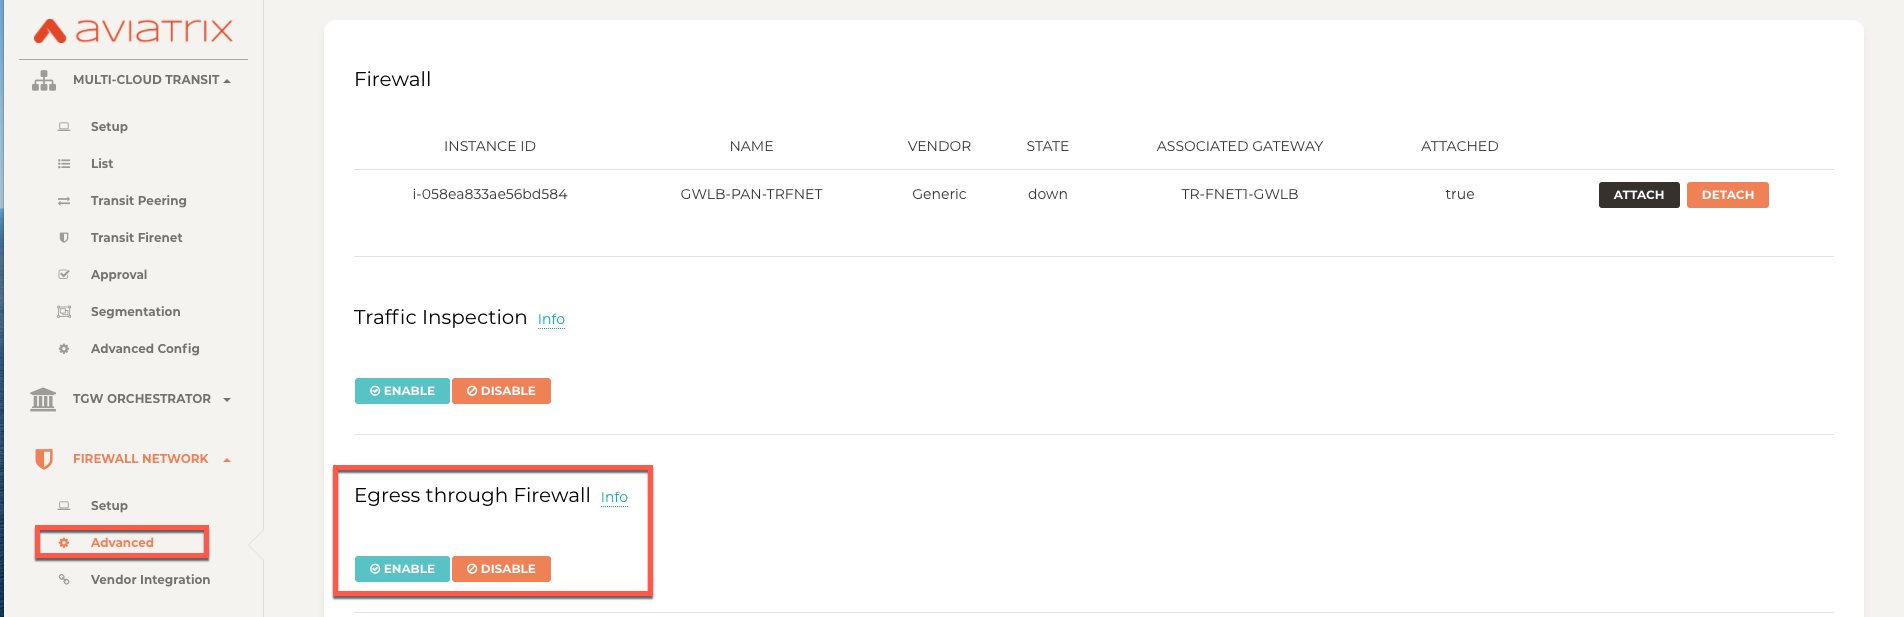 aviatrix
MULTI-CLOUD TRANSIT
Setup
List
Transit Peering
Transit Firenet
Approval
Segmentation
Advanced Config
TGW ORCHESTRATOR
FIREWALL NETWORK
Setup
Advanced
Vendor Integration
Firewall
INSTANCE ID NAME VENDOR STATE ASSOCIATED GATEWAY ATTACHED
i-058ea833ae56bd584 GWLB-PAN-TRFNET Generic down TR-FNET1-GWLB true ATTACH DETACH
Traffic Inspection Info
ENABLE DISABLE
Egress through Firewall Info
ENABLE DISABLE